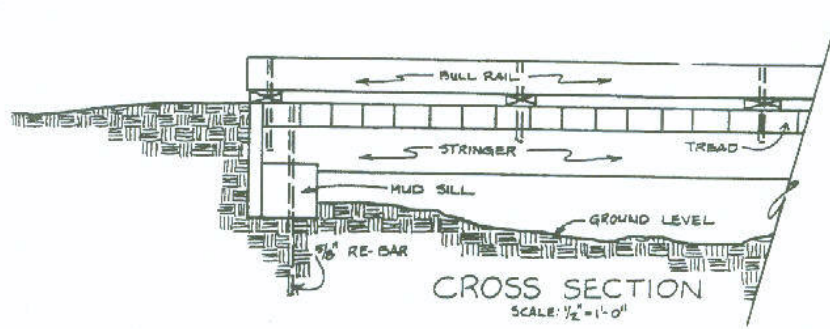 BULL RAIL
STRINGER
TREAD
MUD SILL
GROUND LEVEL
5/8" RE-BAR
CROSS SECTION
SCALE: 1/2"=1'-0"